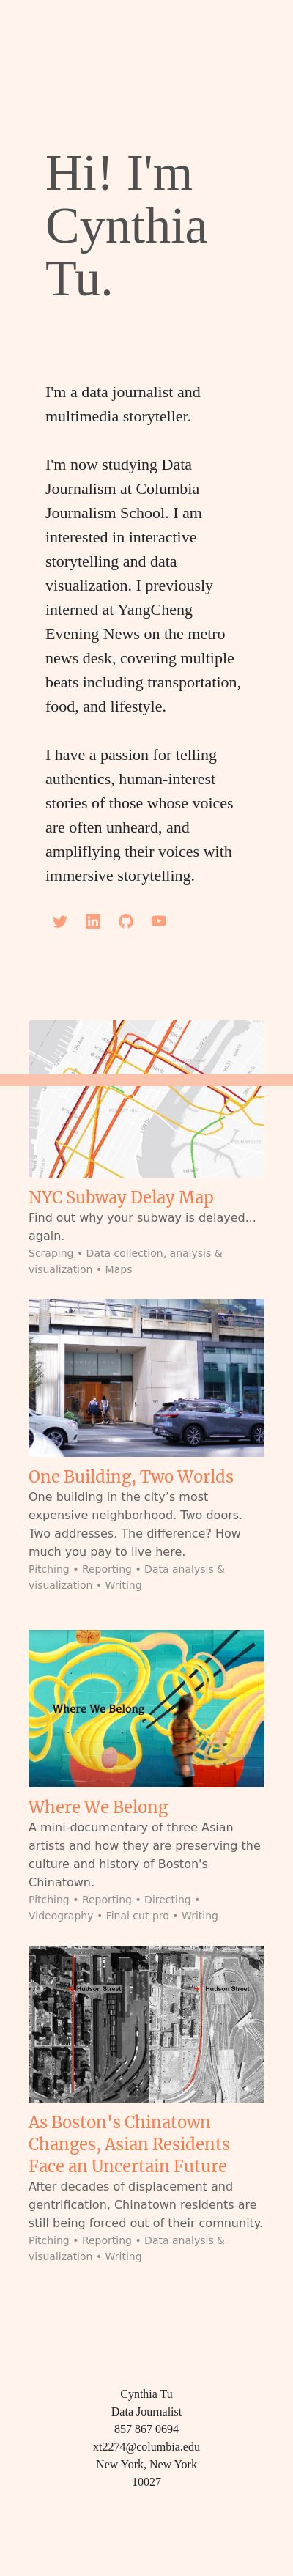 Hi! I'm
Cynthia
Tu.
I'm a data journalist and
multimedia storyteller.
I'm now studying Data
Journalism at Columbia
Journalism School. I am
interested in interactive
storytelling and data
visualization. I previously
interned at YangCheng
Evening News on the metro
news desk, covering multiple
beats including transportation,
food, and lifestyle.
I have a passion for telling
authentics, human-interest
stories of those whose voices
are often unheard, and
ampliflying their voices with
immersive storytelling.
NYC Subway Delay Map
Find out why your subway is delayed...
again.
Scraping • Data collection, analysis &
visualization • Maps
One Building, Two Worlds
One building in the city’s most
expensive neighborhood. Two doors.
Two addresses. The difference? How
much you pay to live here.
Pitching • Reporting • Data analysis &
visualization • Writing
Where We Belong
Where We Belong
A mini-documentary of three Asian
artists and how they are preserving the
culture and history of Boston's
Chinatown.
Pitching • Reporting • Directing •
Videography • Final cut pro • Writing
Hudson Street Hudson Street
As Boston's Chinatown
Changes, Asian Residents
Face an Uncertain Future
After decades of displacement and
gentrification, Chinatown residents are
still being forced out of their community.
Pitching • Reporting • Data analysis &
visualization • Writing
Cynthia Tu
Data Journalist
857 867 0694
xt2274@columbia.edu
New York, New York
10027